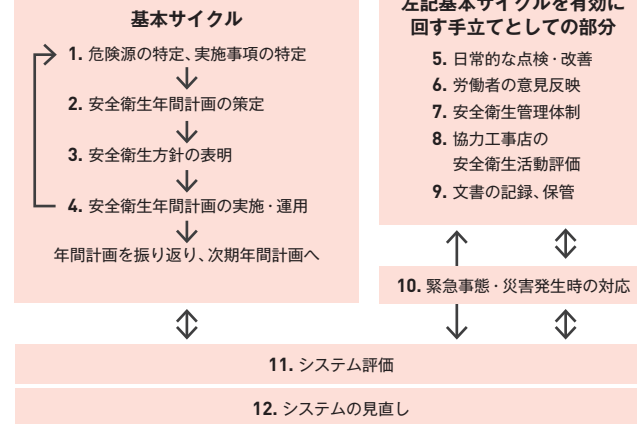 基本サイクル
1. 危険源の特定、実施事項の特定
2. 安全衛生年間計画の策定
3. 安全衛生方針の表明
4. 安全衛生年間計画の実施・運用
年間計画を振り返り、次期年間計画へ
左記基本サイクルを有効に
回す手立てとしての部分
5. 日常的な点検・改善
6. 労働者の意見反映
7. 安全衛生管理体制
8. 協力工事店の
安全衛生活動評価
9. 文書の記録、保管
10. 緊急事態・災害発生時の対応
11. システム評価
12. システムの見直し